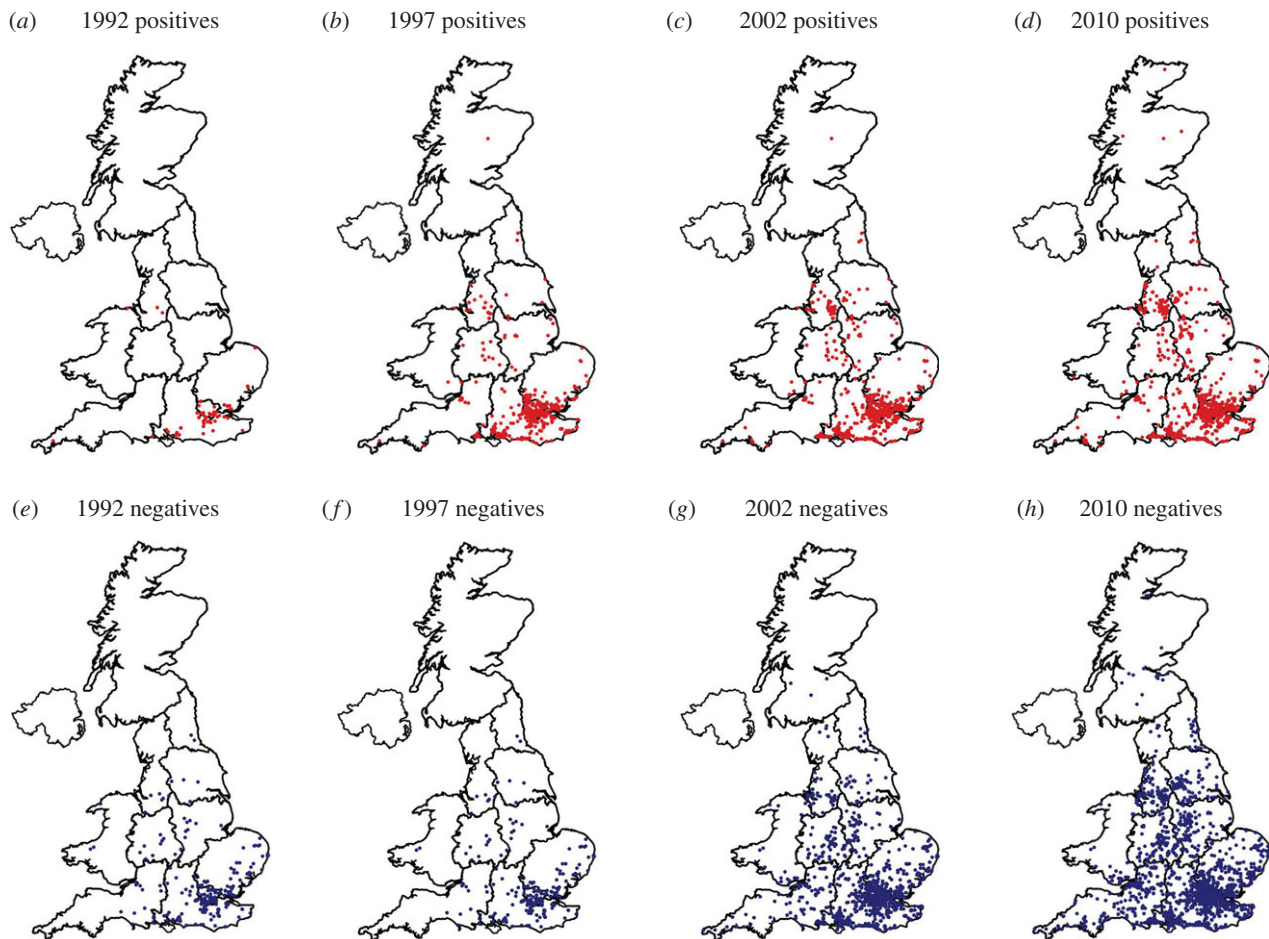 (a) 1992 positives
(b) 1997 positives
(c) 2002 positives
(d) 2010 positives
(e) 1992 negatives
(f) 1997 negatives
(g) 2002 negatives
(h) 2010 negatives